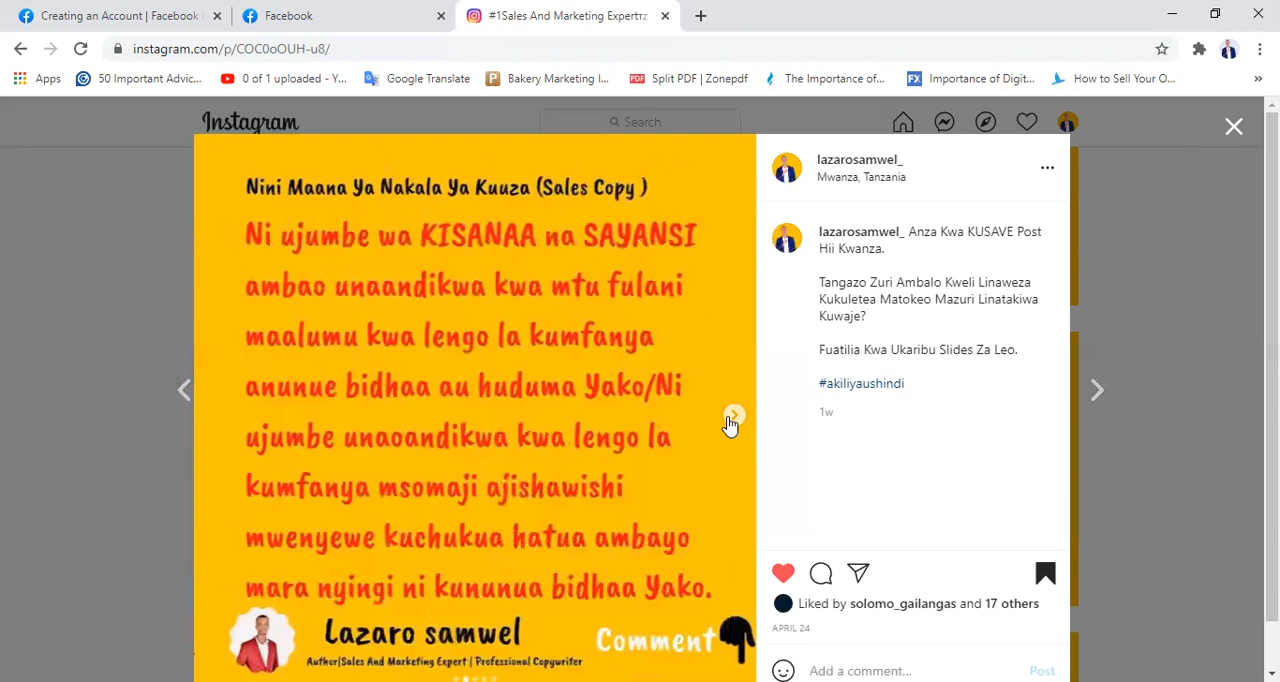 Creating an Account | Facebook
Facebook
#1Sales And Marketing Expert
instagram.com/p/COC0oOUH-u8/
Apps
50 Important Advic...
0 of 1 uploaded - Y...
Google Translate
Bakery Marketing I...
Split PDF | Zonepdf
The Importance of...
Importance of Digit...
How to Sell Your O...
Instagram
Search
Nini Maana Ya Nakala Ya Kuuza (Sales Copy )
Ni ujumbe wa KISANAA na SAYANSI
ambao unaandikwa kwa mtu fulani
maalumu kwa lengo la kumfanya
anunue bidhaa au huduma Yako/Ni
ujumbe unaoandikwa kwa lengo la
kumfanya msomaji ajishawishi
mwenyewe kuchukua hatua ambayo
mara nyingi ni kununua bidhaa Yako.
Lazaro samwel
Author|Sales And Marketing Expert | Professional Copywriter
Comment
lazarosamwel_
Mwanza, Tanzania
lazarosamwel_ Anza Kwa KUSAVE Post
Hii Kwanza.
Tangazo Zuri Ambalo Kweli Linaweza
Kukuletea Matokeo Mazuri Linatakiwa
Kuwaje?
Fuatilia Kwa Ukaribu Slides Za Leo.
#akiliyaushindi
1w
Liked by solomo_gailangas and 17 others
APRIL 24
Add a comment...
Post